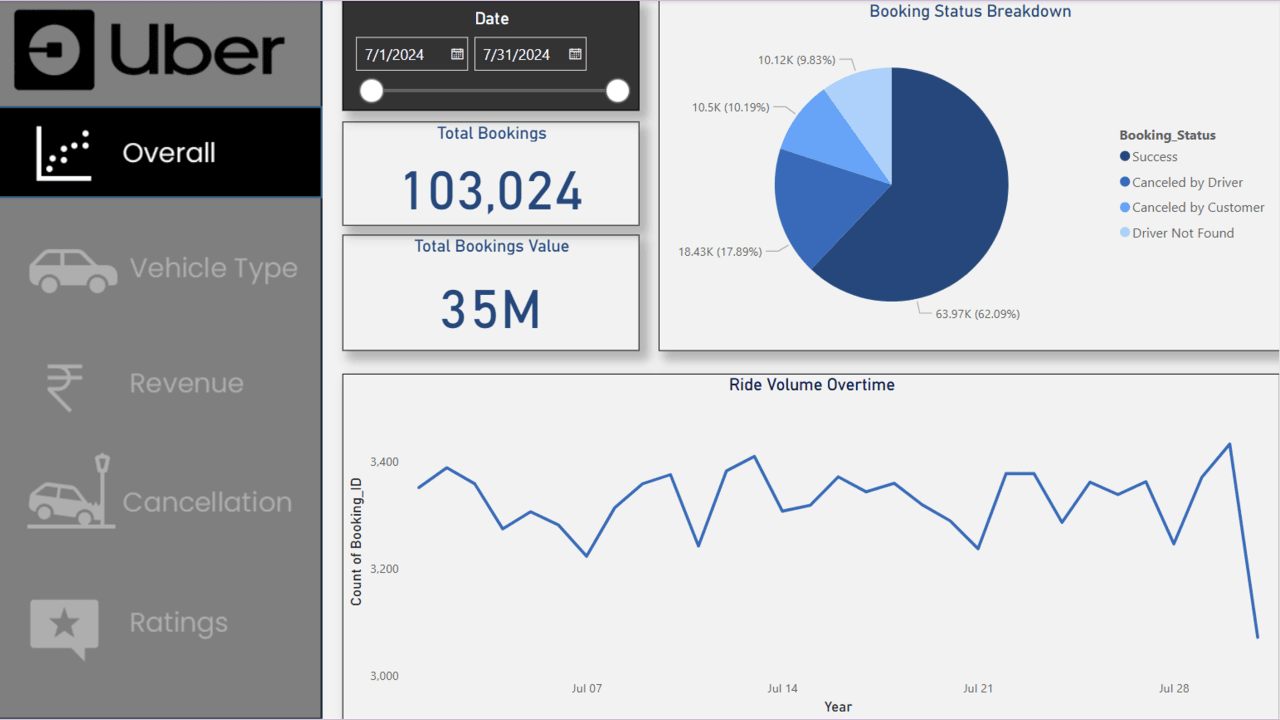 Uber
Overall
Vehicle Type
Revenue
Cancellation
Ratings
Date
7/1/2024
7/31/2024
Total Bookings
103,024
Total Bookings Value
35M
Booking Status Breakdown
10.12K (9.83%)
10.5K (10.19%)
18.43K (17.89%)
63.97K (62.09%)
Booking_Status
Success
Canceled by Driver
Canceled by Customer
Driver Not Found
Ride Volume Overtime
Count of Booking_ID
3,400
3,200
3,000
Jul 07
Jul 14
Jul 21
Jul 28
Year